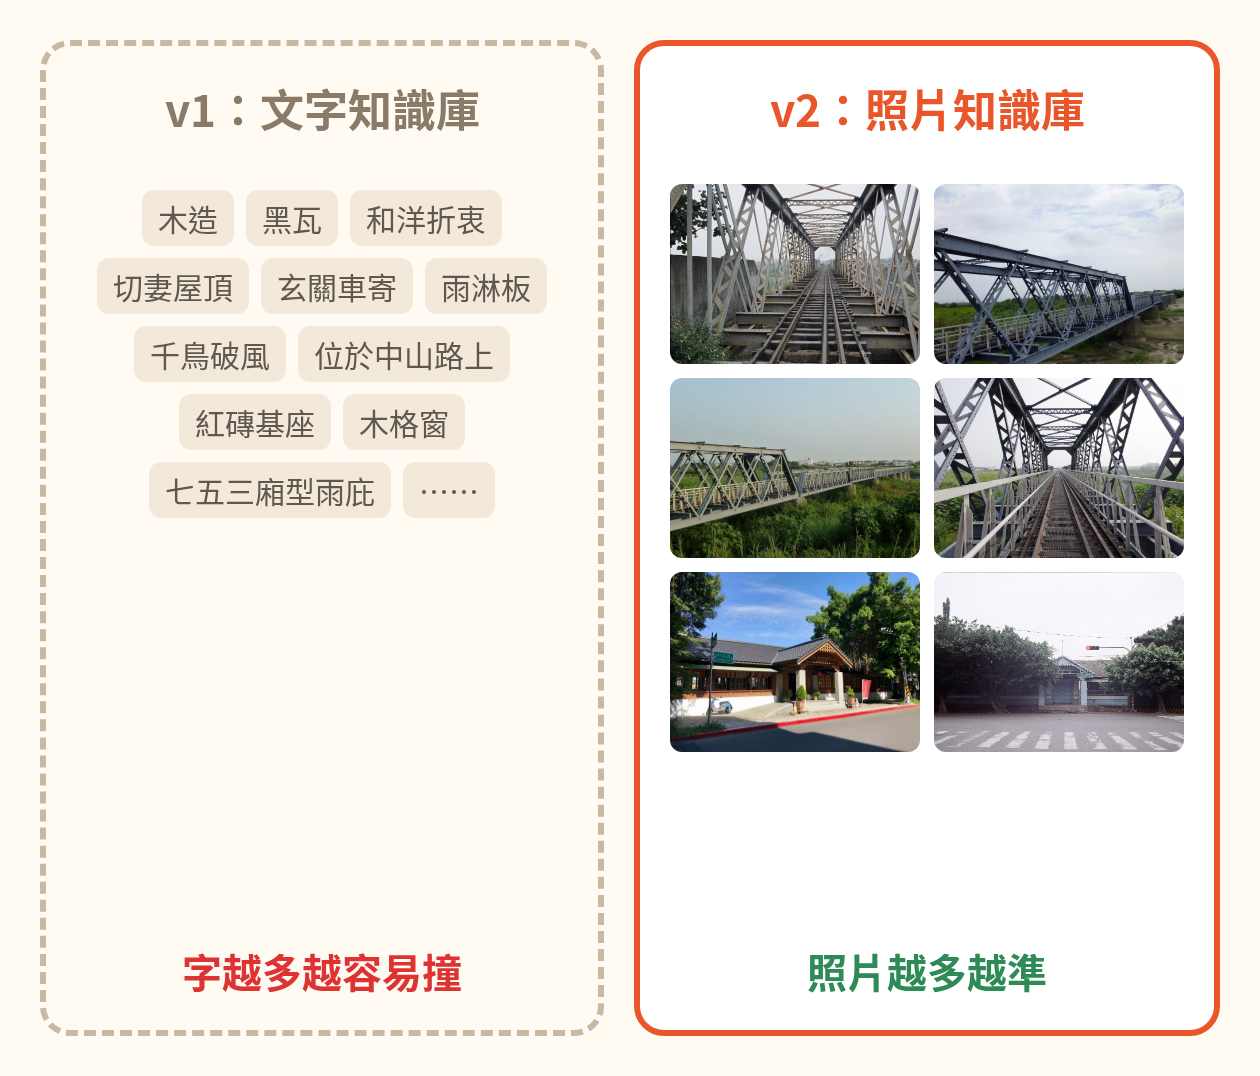 v1：文字知識庫
木造 黑瓦 和洋折衷
切妻屋頂 玄關車寄 雨淋板
千鳥破風 位於中山路上
紅磚基座 木格窗
七五三廂型雨庇 ⋯⋯
字越多越容易撞
v2：照片知識庫
照片越多越準